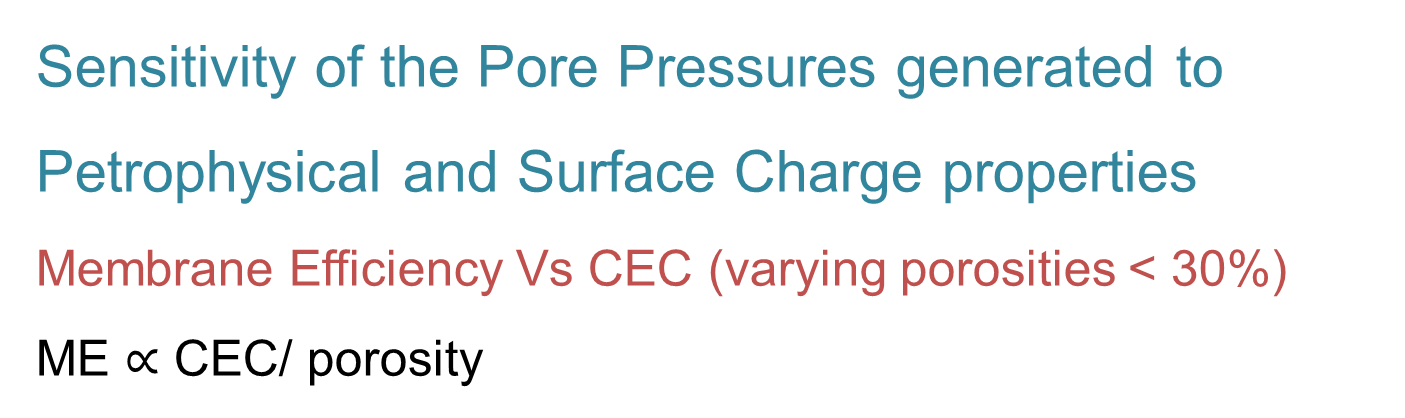 Sensitivity of the Pore Pressures generated to
Petrophysical and Surface Charge properties
Membrane Efficiency Vs CEC (varying porosities < 30%)
ME ∝ CEC/ porosity